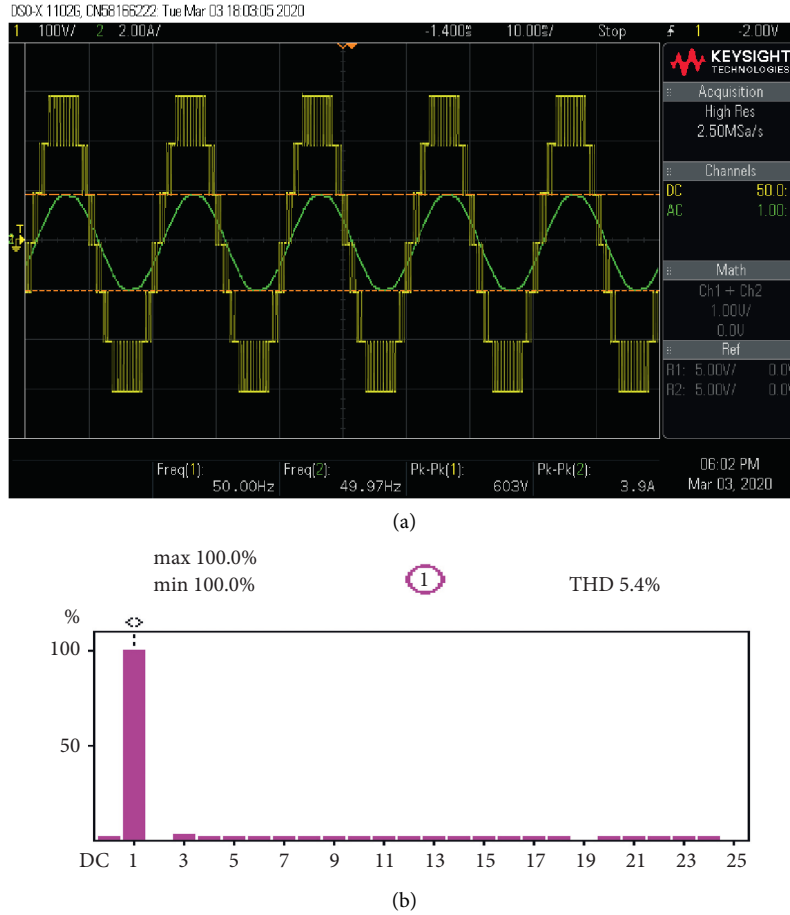 DSO-X 1102G, CN58166222: Tue Mar 03 18:03:05 2020
1 100V/ 2 2.00A/ -1.400s 10.00s/ Stop 1 -2.00V
KEYSIGHT
TECHNOLOGIES
Acquisition
High Res
2.50MSa/s
Channels
DC 50.0:
AC 1.00:
Math
Ch1 + Ch2
1.00V/
0.0V
Ref
R1: 5.00V/ 0.0V
R2: 5.00V/ 0.0V
T
Freq(1): Freq(2): Pk-Pk(1): Pk-Pk(2):
50.00Hz 49.97Hz 603V 3.9A
06:02 PM
Mar 03, 2020
(a)
max 100.0%
min 100.0%
1
THD 5.4%
%
100
50
DC 1 3 5 7 9 11 13 15 17 19 21 23 25
(b)